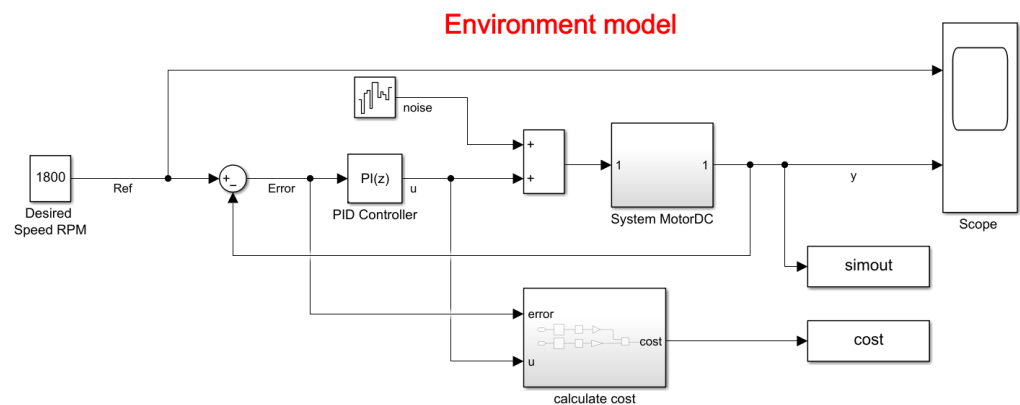 Environment model
noise
1800
Ref
Desired
Speed RPM
+
−
Error
PI(z)
PID Controller
u
+
+
1
1
System MotorDC
y
Scope
simout
error
u
cost
calculate cost
cost